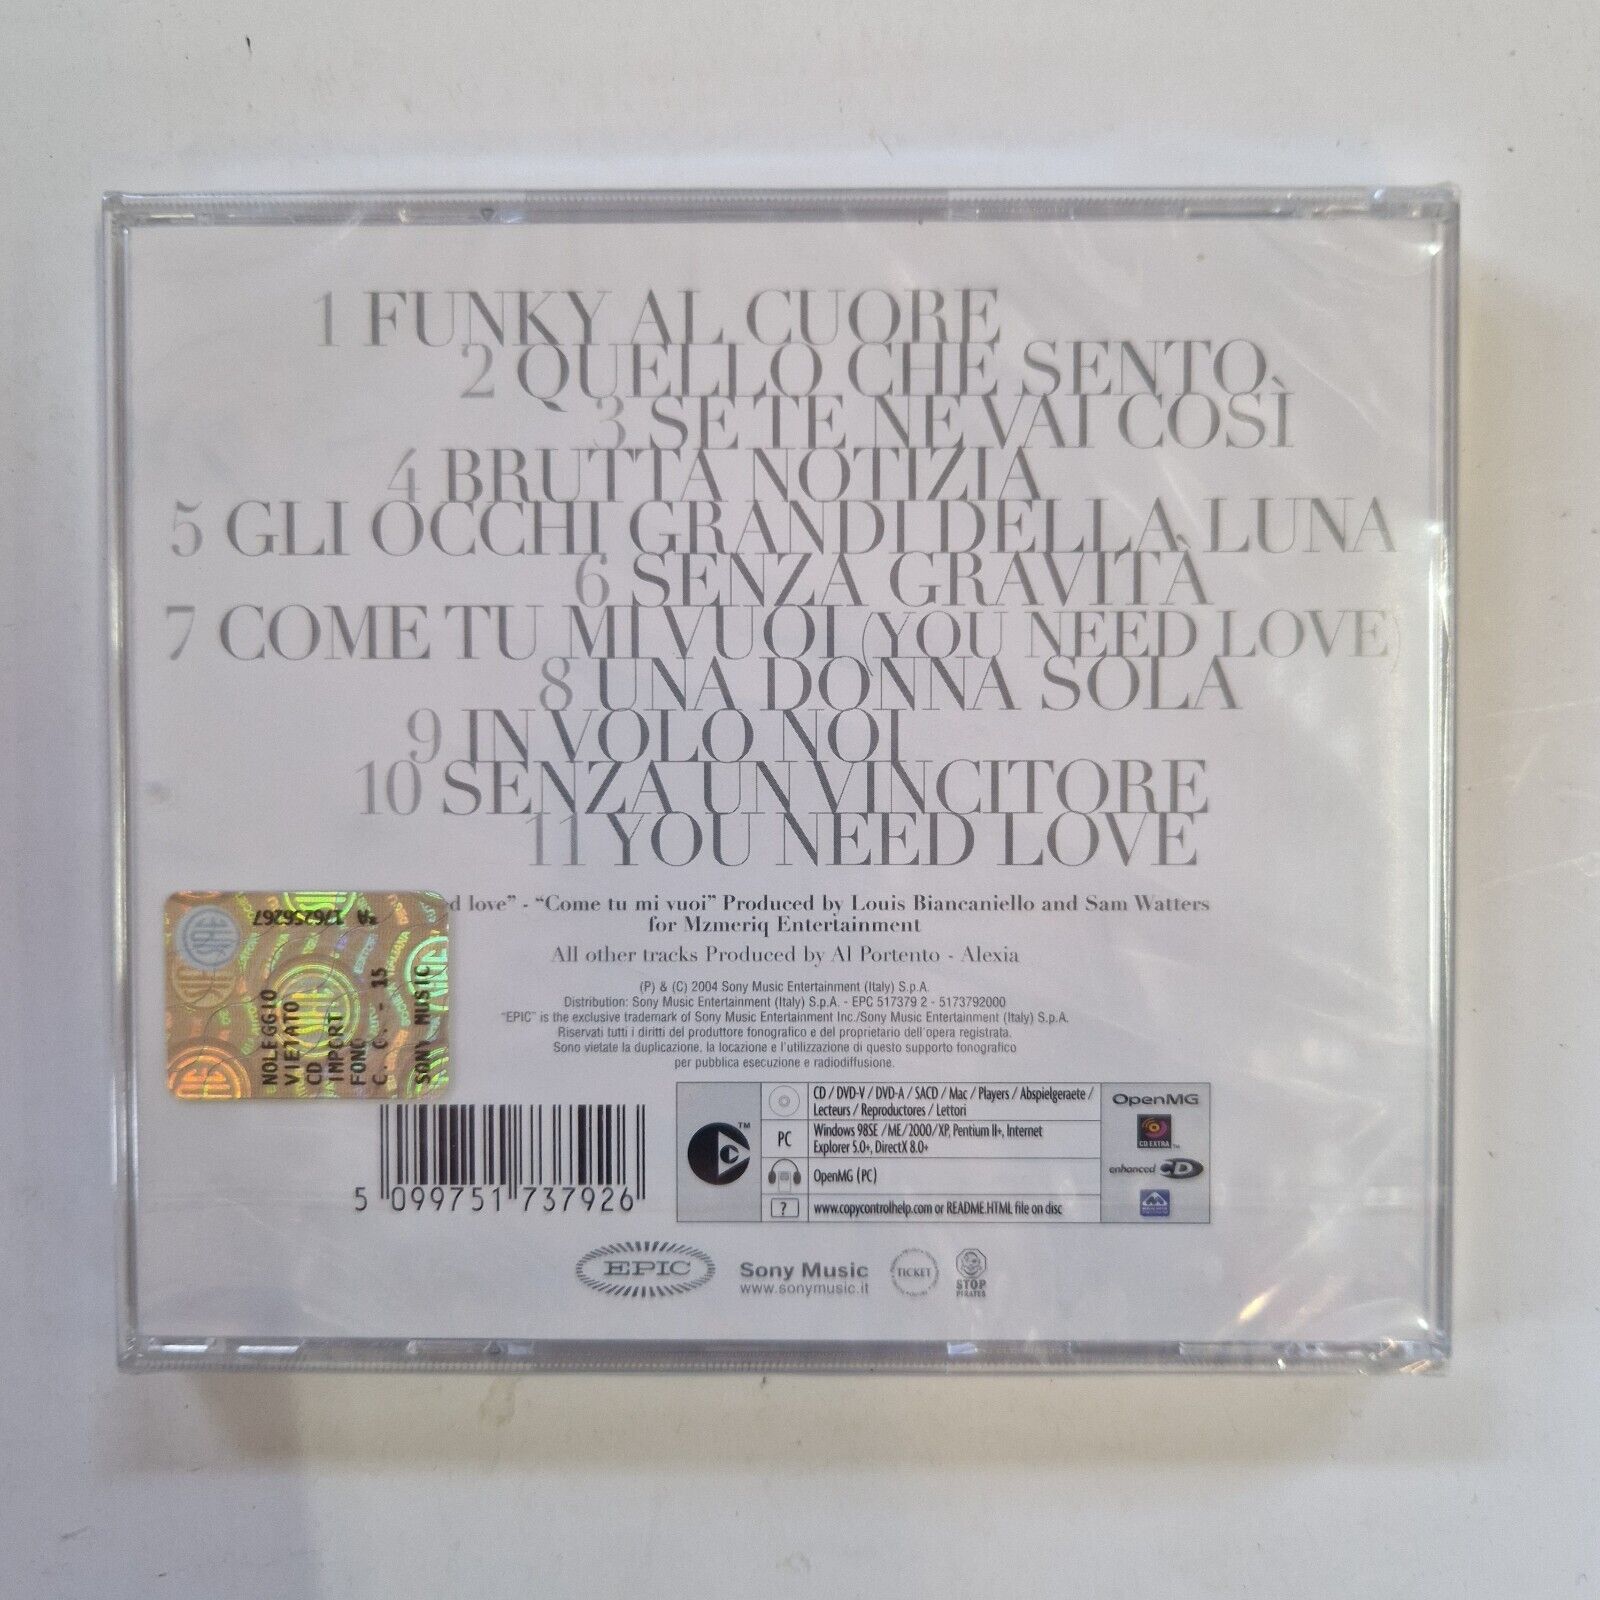 1 FUNKY AL CUORE
2 QUELLO CHE SENTO
3 SE TE NE VAI COSÌ
4 BRUTTA NOTIZIA
5 GLI OCCHI GRANDI DELLA LUNA
6 SENZA GRAVITÀ
7 COME TU MI VUOI (YOU NEED LOVE)
8 UNA DONNA SOLA
9 IN VOLO NOI
10 SENZA UN VINCITORE
11 YOU NEED LOVE
d love” - “Come tu mi vuoi” Produced by Louis Biancaniello and Sam Watters
for Mzmeriq Entertainment
All other tracks Produced by Al Portento - Alexia
(P) & (C) 2004 Sony Music Entertainment (Italy) S.p.A.
Distribution: Sony Music Entertainment (Italy) S.p.A. - EPC 517379 2 - 5173792000
“EPIC” is the exclusive trademark of Sony Music Entertainment Inc./Sony Music Entertainment (Italy) S.p.A.
Riservati tutti i diritti del produttore fonografico e del proprietario dell'opera registrata.
Sono vietate la duplicazione, la locazione e l'utilizzazione di questo supporto fonografico
per pubblica esecuzione e radiodiffusione.
*A 176256267
NOLEGGIO
VIETATO
CD
IMPORT
FONO
C. C. - 15
SONY MUSIC
5 099751 737926
TM
CD / DVD-V / DVD-A / SACD / Mac / Players / Abspielgeraete /
Lecteurs / Reproductores / Lettori
PC
Windows 98SE / ME / 2000 / XP, Pentium II+, Internet
Explorer 5.0+, DirectX 8.0+
OpenMG (PC)
?
www.copycontrolhelp.com or README.HTML file on disc
OpenMG
CD EXTRA
enhanced CD
EPIC
Sony Music
www.sonymusic.it
TICKET
STOP
PIRATES